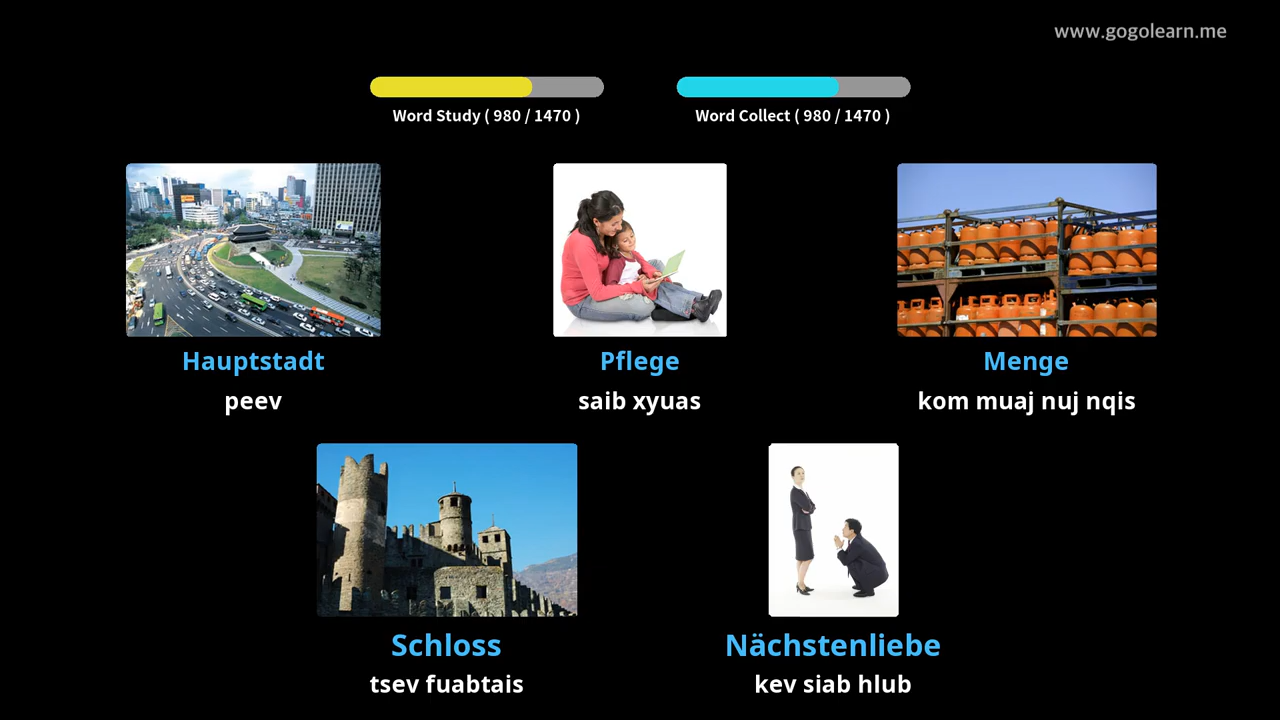 www.gogolearn.me
Word Study ( 980 / 1470 )
Word Collect ( 980 / 1470 )
Hauptstadt
peev
Pflege
saib xyuas
Menge
kom muaj nuj nqis
Schloss
tsev fuabtais
Nächstenliebe
kev siab hlub